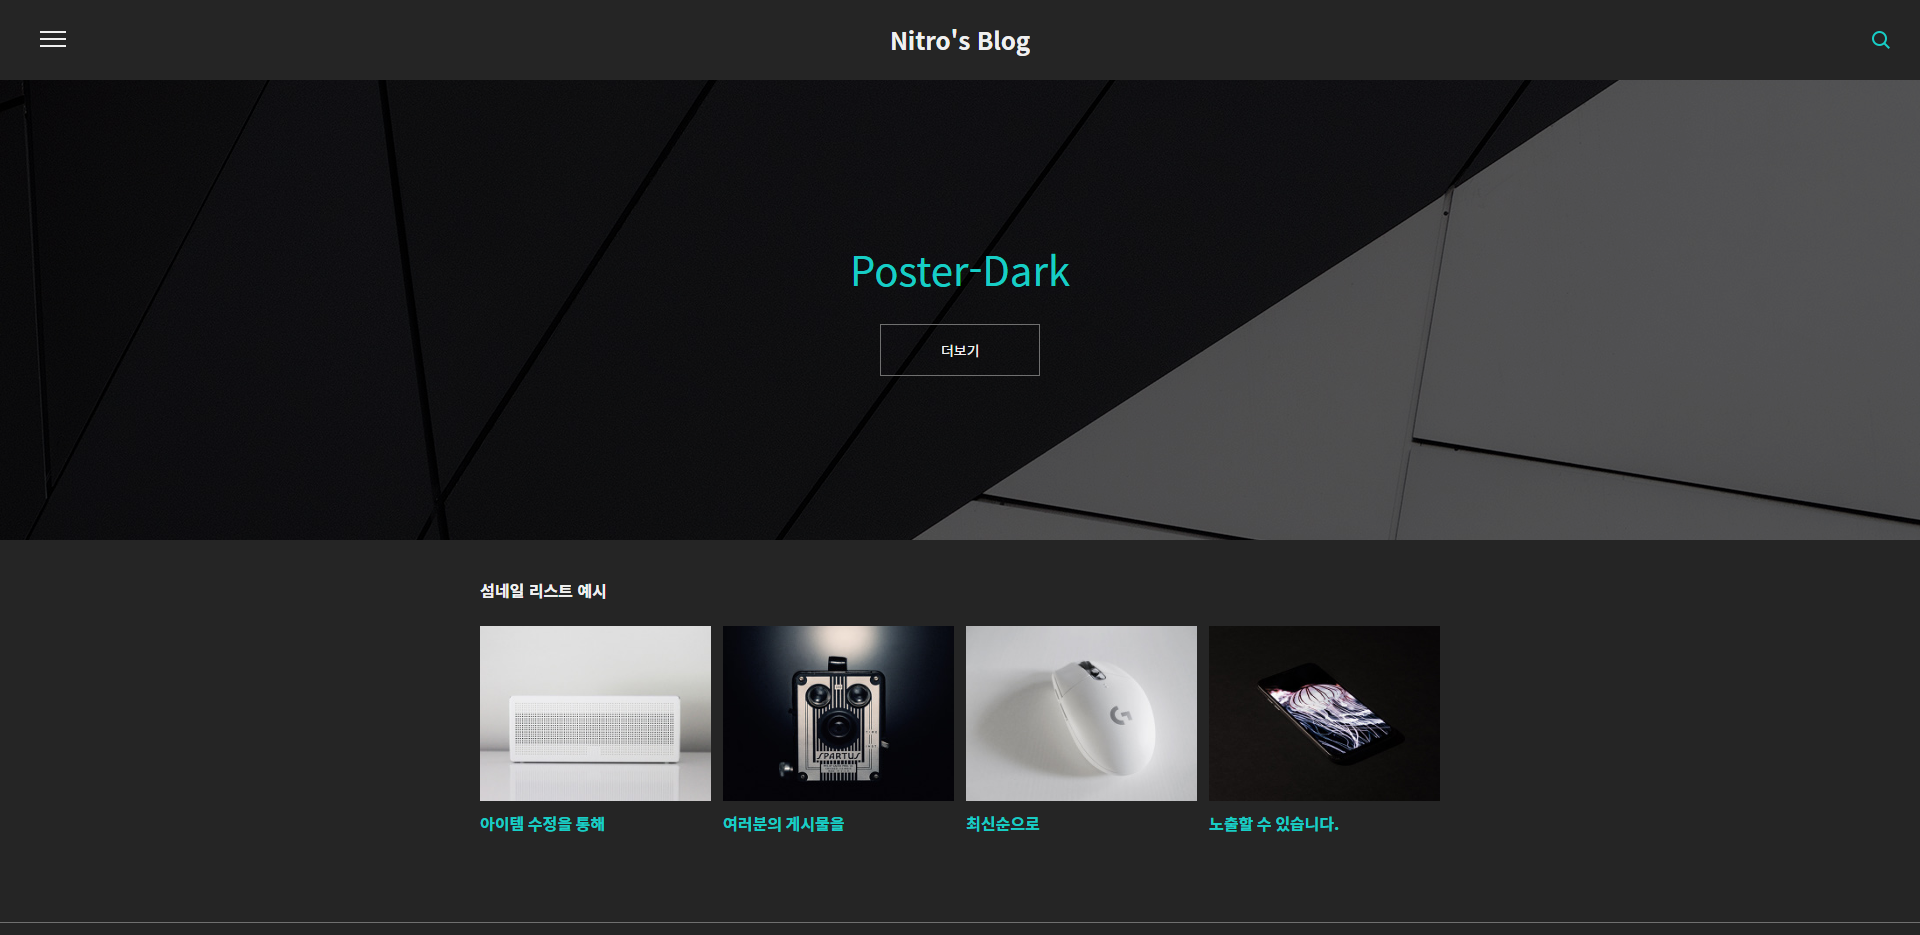 Nitro's Blog
Poster-Dark
더보기
섬네일 리스트 예시
SPARTUS
G
아이템 수정을 통해
여러분의 게시물을
최신순으로
노출할 수 있습니다.